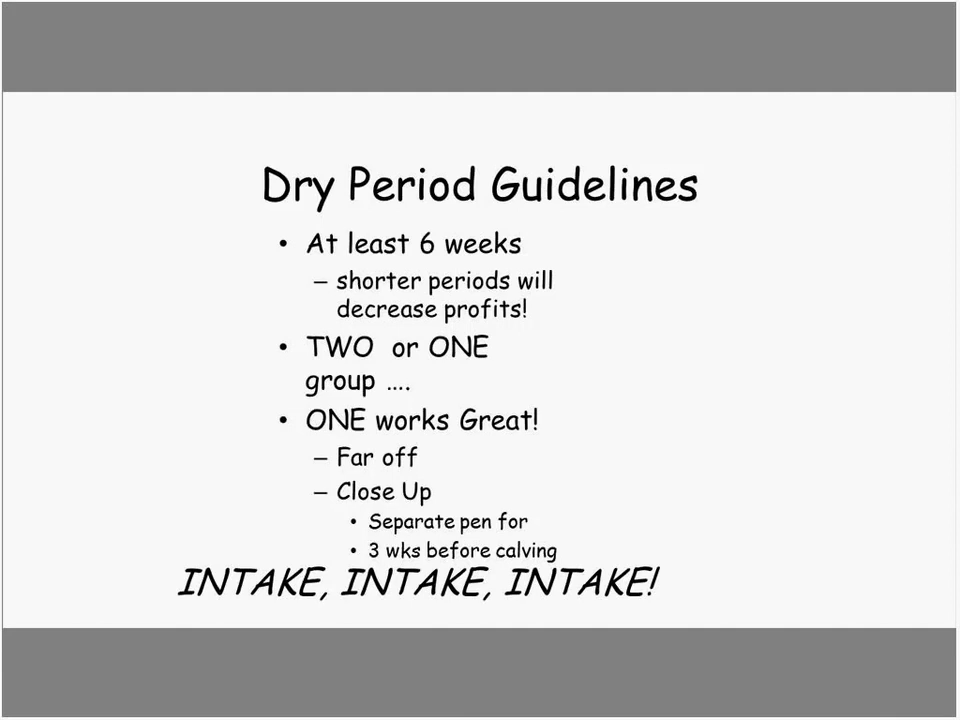 Dry Period Guidelines
• At least 6 weeks
– shorter periods will
decrease profits!
• TWO or ONE
group ....
• ONE works Great!
– Far off
– Close Up
• Separate pen for
• 3 wks before calving
INTAKE, INTAKE, INTAKE!